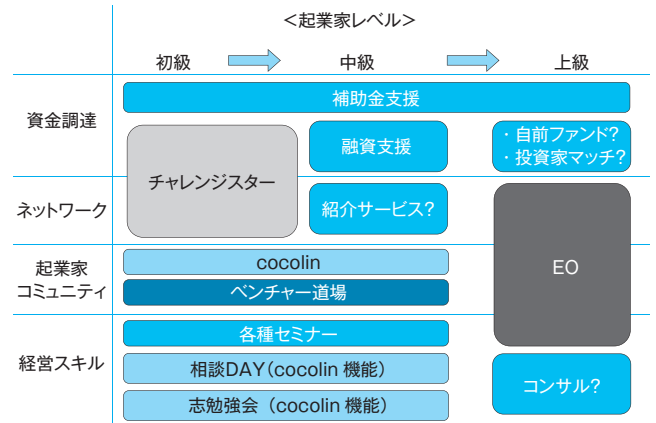 ＜起業家レベル＞
初級
中級
上級
資金調達
補助金支援
チャレンジスター
融資支援
・自前ファンド?
・投資家マッチ?
ネットワーク
紹介サービス?
EO
起業家
コミュニティ
cocolin
ベンチャー道場
経営スキル
各種セミナー
相談DAY（cocolin 機能）
志勉強会（cocolin 機能）
コンサル?